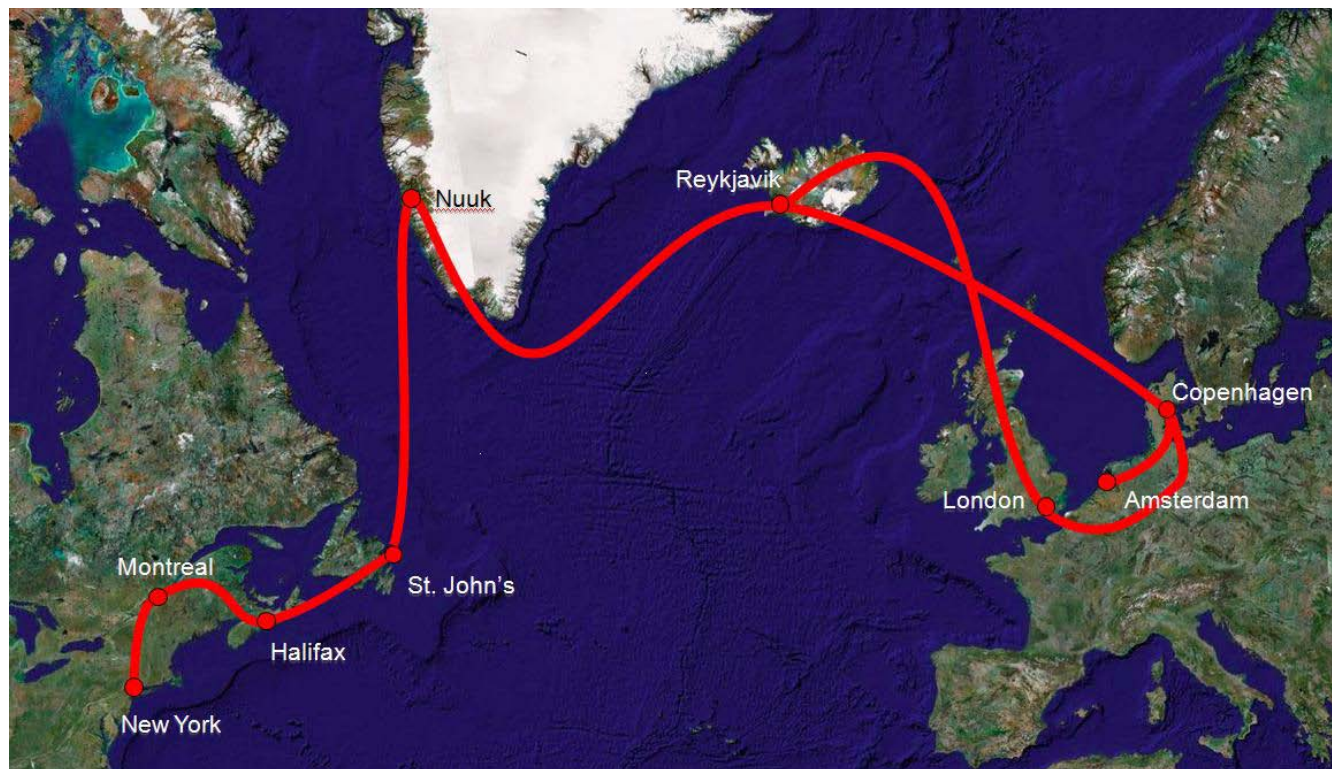 Reykjavik
Nuuk
Copenhagen
London
Amsterdam
Montreal
St. John's
Halifax
New York